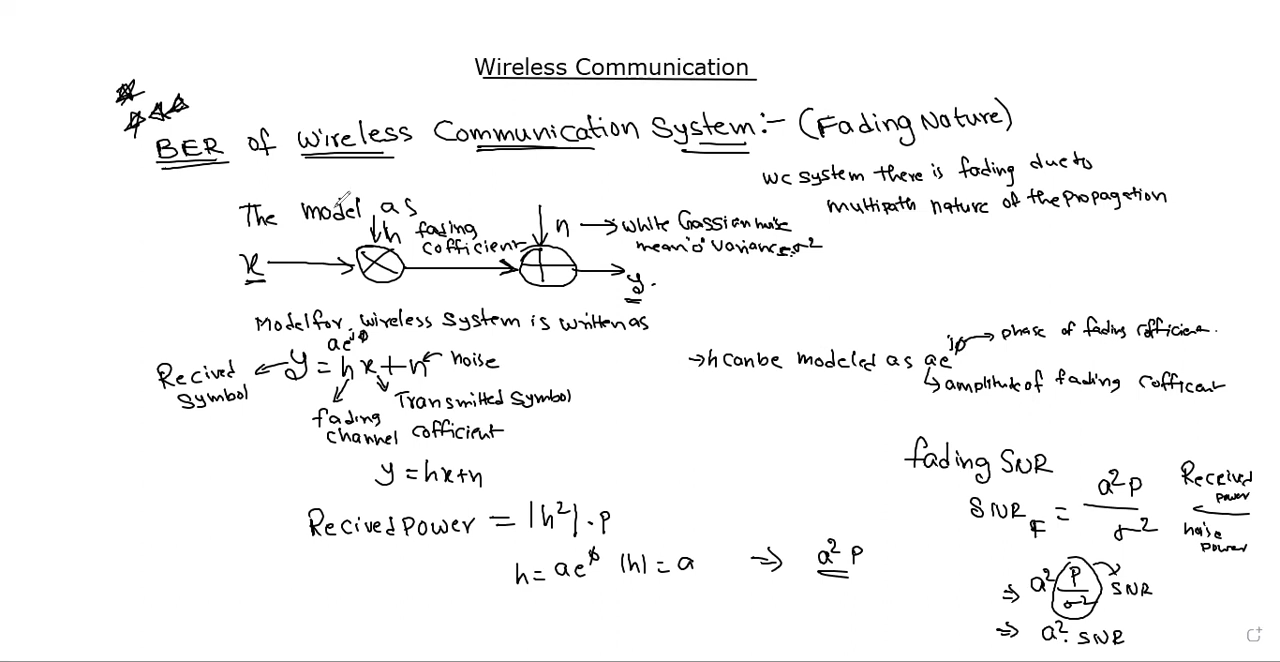 Wireless Communication
BER of Wireless Communication System:- (Fading Nature)
WC system there is fading due to
multipath nature of the propagation
The model as
h fading
cofficient
n → white Gassian noise
mean '0' variance σ²
x
y.
Model for wireless system is written as
ae^jφ
Recived
Symbol
y = hx+n
noise
fading
channel cofficient
Transmitted Symbol
→ h can be modeled as ae^jφ → phase of fading cofficient.
↳ amplitude of fading cofficent
y = hx+n
Recived power = |h²|.P
h = ae^φ |h| = a ⇒ a²P
fading SNR
SNR_F = a²P / σ²
Received
power
noise
power
⇒ a² P/σ² → SNR
⇒ a². SNR